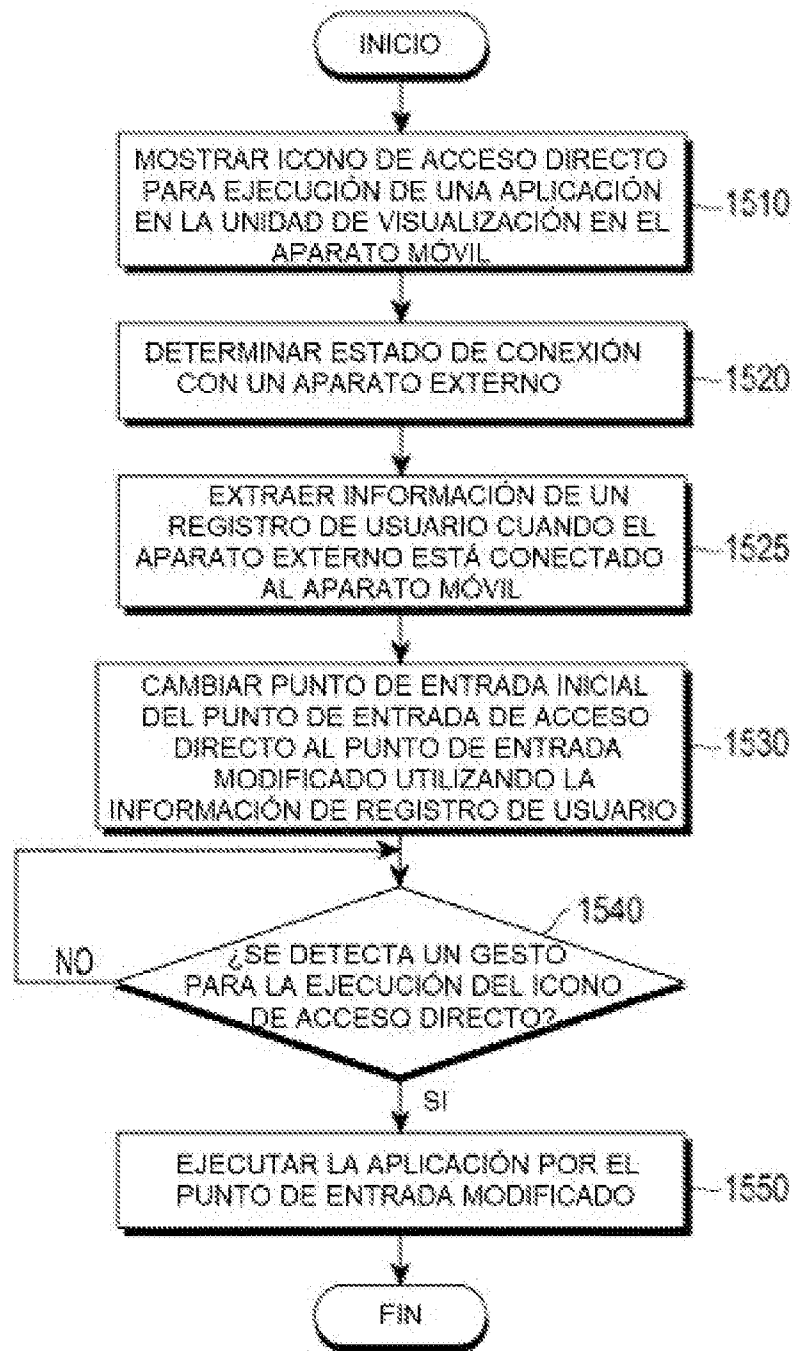 INICIO
MOSTRAR ICONO DE ACCESO DIRECTO
PARA EJECUCIÓN DE UNA APLICACIÓN
EN LA UNIDAD DE VISUALIZACIÓN EN EL
APARATO MÓVIL
1510
DETERMINAR ESTADO DE CONEXIÓN
CON UN APARATO EXTERNO
1520
EXTRAER INFORMACIÓN DE UN
REGISTRO DE USUARIO CUANDO EL
APARATO EXTERNO ESTÁ CONECTADO
AL APARATO MÓVIL
1525
CAMBIAR PUNTO DE ENTRADA INICIAL
DEL PUNTO DE ENTRADA DE ACCESO
DIRECTO AL PUNTO DE ENTRADA
MODIFICADO UTILIZANDO LA
INFORMACIÓN DE REGISTRO DE USUARIO
1530
1540
NO
¿SE DETECTA UN GESTO
PARA LA EJECUCIÓN DEL ICONO
DE ACCESO DIRECTO?
SI
EJECUTAR LA APLICACIÓN POR EL
PUNTO DE ENTRADA MODIFICADO
1550
FIN